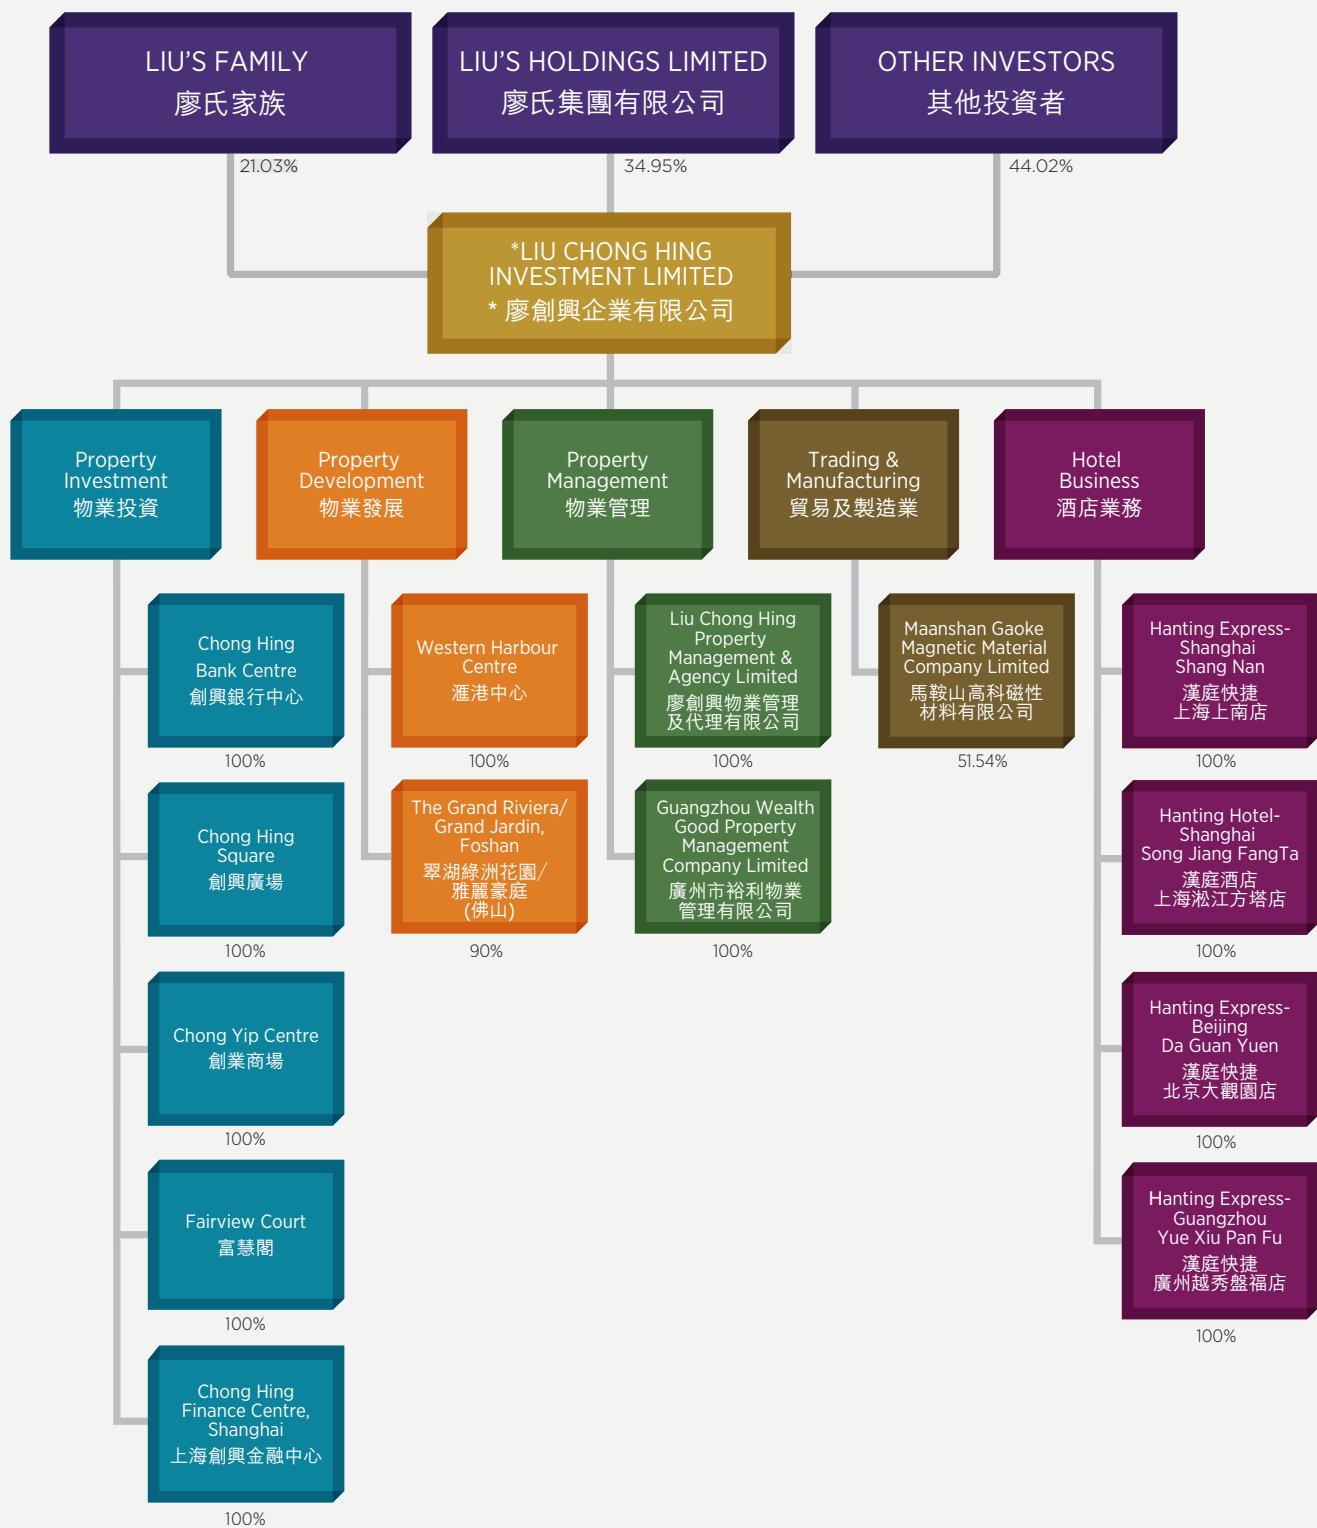 LIU'S FAMILY
廖氏家族
21.03%
LIU'S HOLDINGS LIMITED
廖氏集團有限公司
34.95%
OTHER INVESTORS
其他投資者
44.02%
*LIU CHONG HING
INVESTMENT LIMITED
* 廖創興企業有限公司
Property
Investment
物業投資
Property
Development
物業發展
Property
Management
物業管理
Trading &
Manufacturing
貿易及製造業
Hotel
Business
酒店業務
Chong Hing
Bank Centre
創興銀行中心
100%
Chong Hing
Square
創興廣場
100%
Chong Yip Centre
創業商場
100%
Fairview Court
富慧閣
100%
Chong Hing
Finance Centre,
Shanghai
上海創興金融中心
100%
Western Harbour
Centre
滙港中心
100%
The Grand Riviera/
Grand Jardin,
Foshan
翠湖綠洲花園/
雅麗豪庭
(佛山)
90%
Liu Chong Hing
Property
Management &
Agency Limited
廖創興物業管理
及代理有限公司
100%
Guangzhou Wealth
Good Property
Management
Company Limited
廣州市裕利物業
管理有限公司
100%
Maanshan Gaoke
Magnetic Material
Company Limited
馬鞍山高科磁性
材料有限公司
51.54%
Hanting Express-
Shanghai
Shang Nan
漢庭快捷
上海上南店
100%
Hanting Hotel-
Shanghai
Song Jiang FangTa
漢庭酒店
上海淞江方塔店
100%
Hanting Express-
Beijing
Da Guan Yuen
漢庭快捷
北京大觀園店
100%
Hanting Express-
Guangzhou
Yue Xiu Pan Fu
漢庭快捷
廣州越秀盤福店
100%